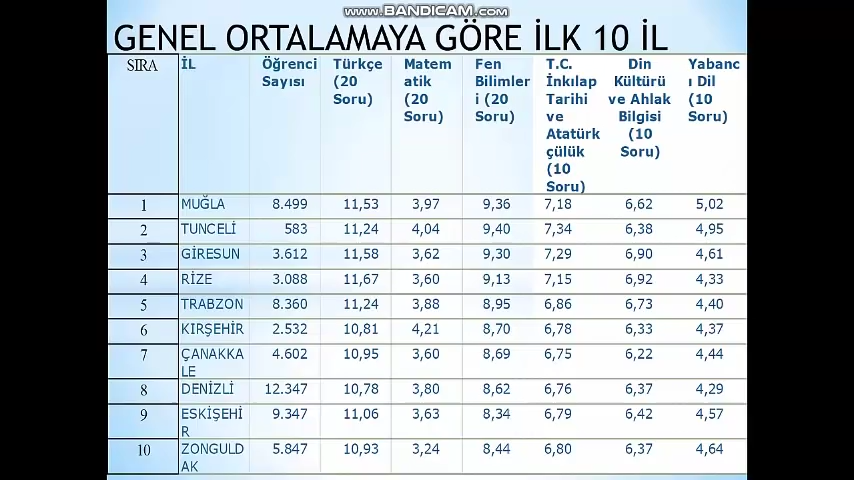 www.BANDICAM.com
GENEL ORTALAMAYA GÖRE İLK 10 İL
SIRA İL Öğrenci Sayısı Türkçe (20 Soru) Matem atik (20 Soru) Fen Bilimler i (20 Soru) T.C. İnkılap Tarihi ve Atatürk çülük (10 Soru) Din Kültürü ve Ahlak Bilgisi (10 Soru) Yabanc ı Dil (10 Soru)
1 MUĞLA 8.499 11,53 3,97 9,36 7,18 6,62 5,02
2 TUNCELİ 583 11,24 4,04 9,40 7,34 6,38 4,95
3 GİRESUN 3.612 11,58 3,62 9,30 7,29 6,90 4,61
4 RİZE 3.088 11,67 3,60 9,13 7,15 6,92 4,33
5 TRABZON 8.360 11,24 3,88 8,95 6,86 6,73 4,40
6 KIRŞEHİR 2.532 10,81 4,21 8,70 6,78 6,33 4,37
7 ÇANAKKA LE 4.602 10,95 3,60 8,69 6,75 6,22 4,44
8 DENİZLİ 12.347 10,78 3,80 8,62 6,76 6,37 4,29
9 ESKİŞEHİ R 9.347 11,06 3,63 8,34 6,79 6,42 4,57
10 ZONGULD AK 5.847 10,93 3,24 8,44 6,80 6,37 4,64